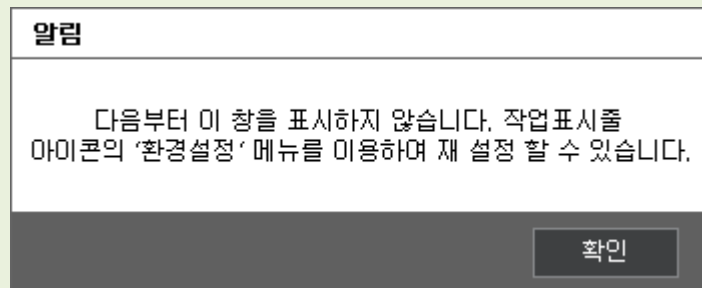 알림
다음부터 이 창을 표시하지 않습니다. 작업표시줄
아이콘의 ‘환경설정’ 메뉴를 이용하여 재 설정 할 수 있습니다.
확인